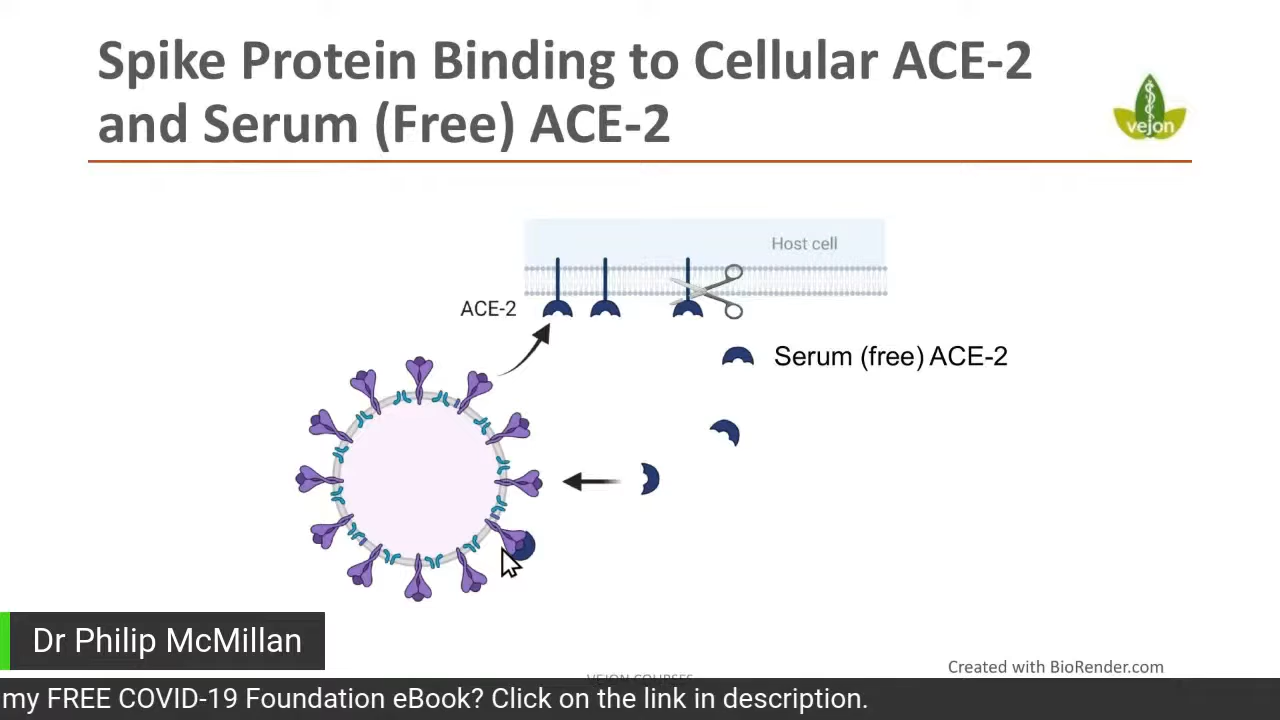 Spike Protein Binding to Cellular ACE-2
and Serum (Free) ACE-2
vejon
Host cell
ACE-2
Serum (free) ACE-2
Dr Philip McMillan
Created with BioRender.com
VEJON COURSES
my FREE COVID-19 Foundation eBook? Click on the link in description.